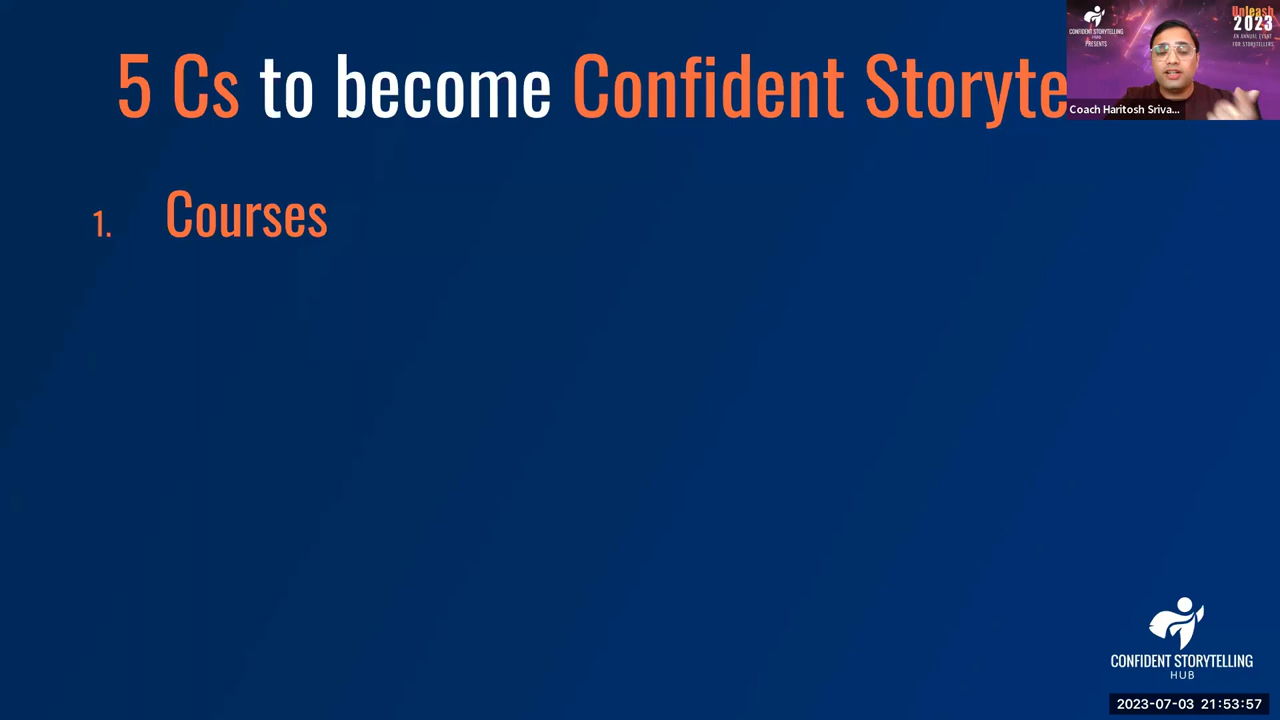 5 Cs to become Confident Storyte
1. Courses
CONFIDENT STORYTELLING
HUB
PRESENTS
Unleash
2023
AN ANNUAL EVENT
FOR STORYTELLERS
Coach Haritosh Sriva...
CONFIDENT STORYTELLING
HUB
2023-07-03 21:53:57